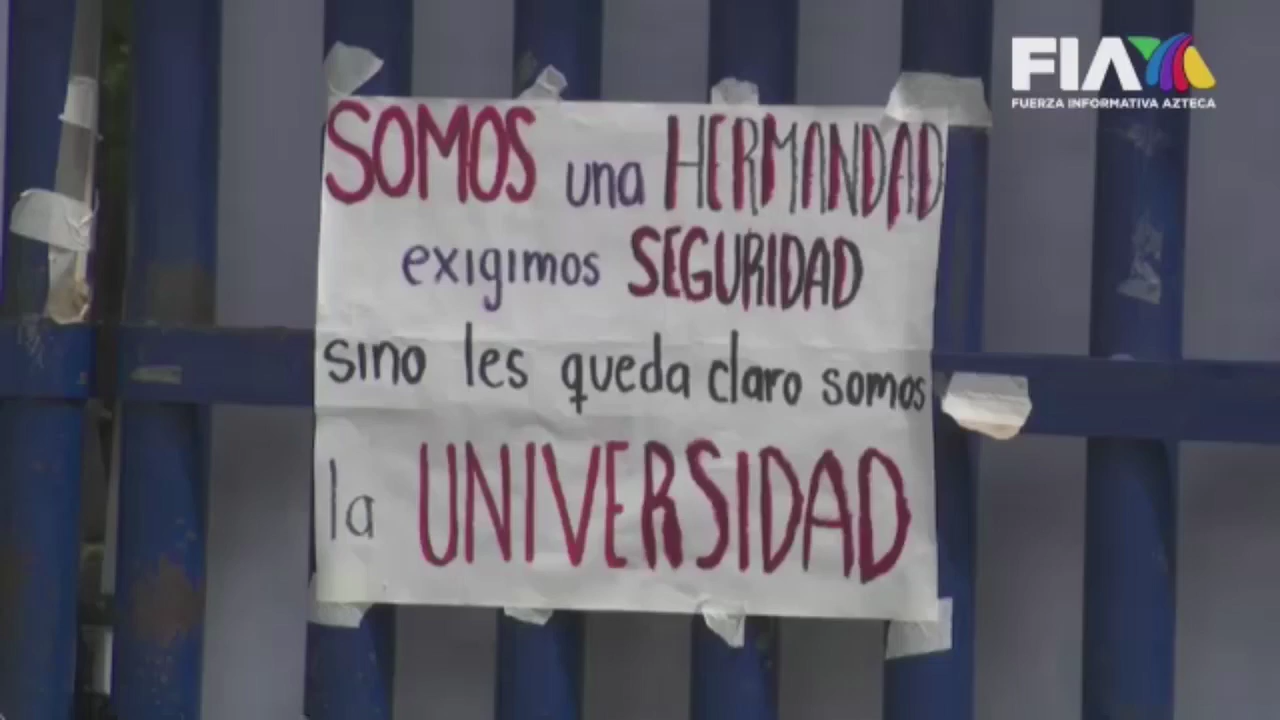 FIA
FUERZA INFORMATIVA AZTECA
SOMOS una HERMANDAD
exigimos SEGURIDAD
sino les queda claro somos
la UNIVERSIDAD